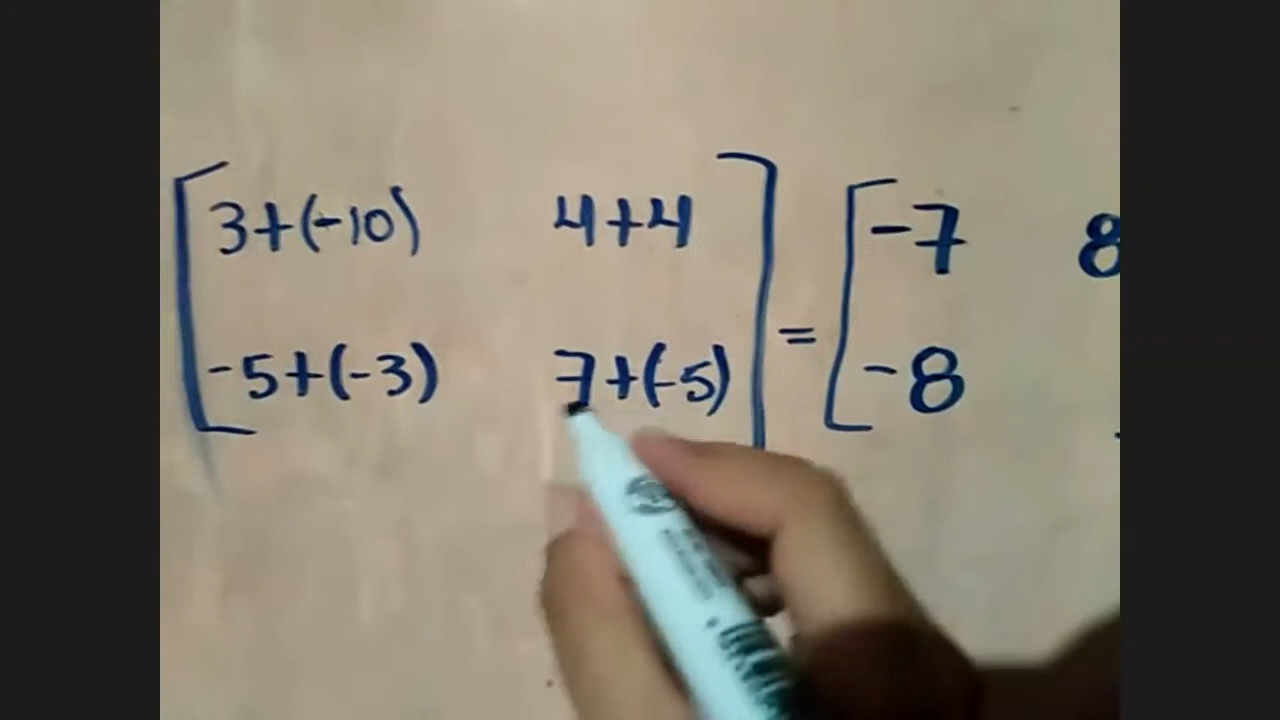 3+(-10) 4+4 -7 8
=
-5+(-3) 7+(-5) -8